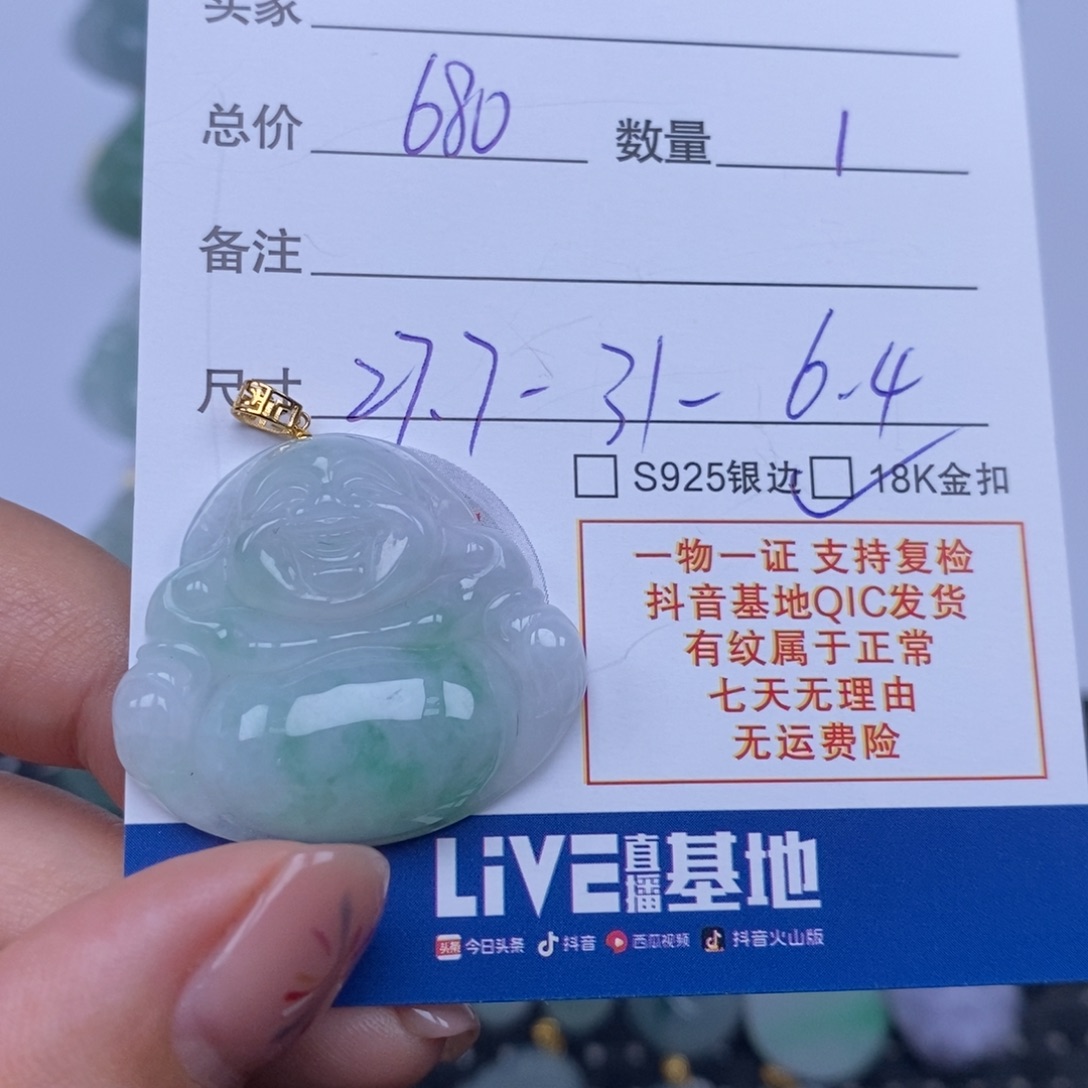 买家
总价 680 数量 1
备注
尺寸 27.7 - 31 - 6.4
S925银边 18K金扣
一物一证 支持复检
抖音基地QIC发货
有纹属于正常
七天无理由
无运费险
LiVE直播基地
头条 今日头条 抖音 西瓜视频 抖音火山版